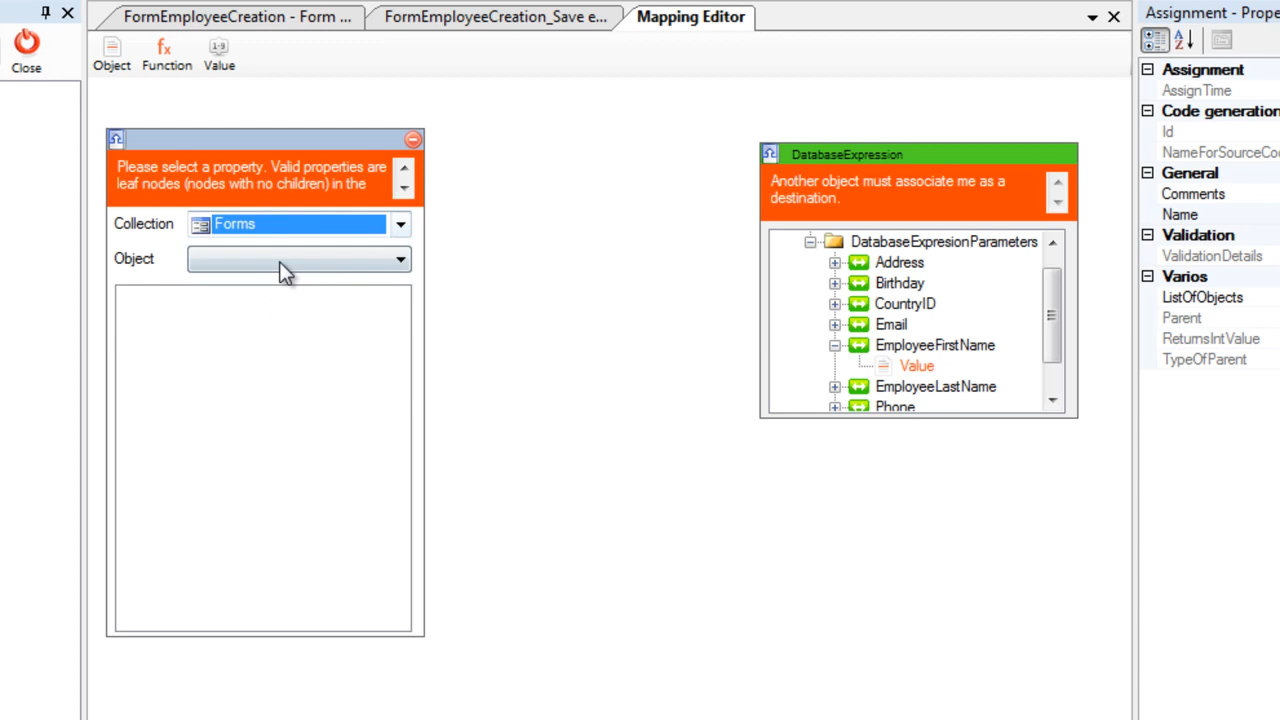 FormEmployeeCreation - Form ...
FormEmployeeCreation_Save e...
Mapping Editor
Assignment - Prope
Close
Object
Function
Value
Please select a property. Valid properties are
leaf nodes (nodes with no children) in the
Collection
Forms
Object
DatabaseExpression
Another object must associate me as a
destination.
DatabaseExpresionParameters
Address
Birthday
CountryID
Email
EmployeeFirstName
Value
EmployeeLastName
Phone
Assignment
AssignTime
Code generation
Id
NameForSourceCo
General
Comments
Name
Validation
ValidationDetails
Varios
ListOfObjects
Parent
ReturnsIntValue
TypeOfParent